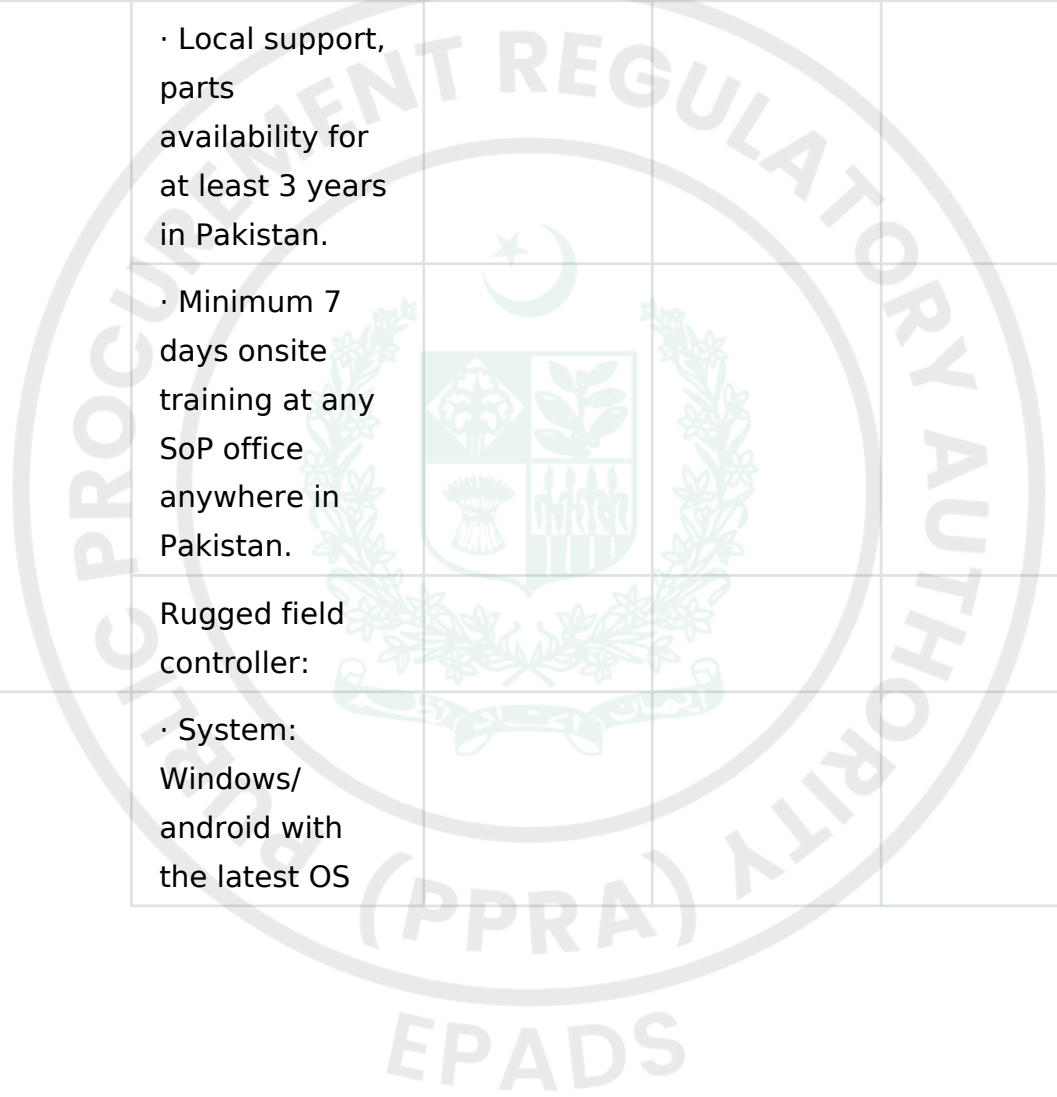 · Local support,
parts
availability for
at least 3 years
in Pakistan.
· Minimum 7
days onsite
training at any
SoP office
anywhere in
Pakistan.
Rugged field
controller:
· System:
Windows/
android with
the latest OS
PUBLIC PROCUREMENT REGULATORY AUTHORITY
(PPRA)
EPADS